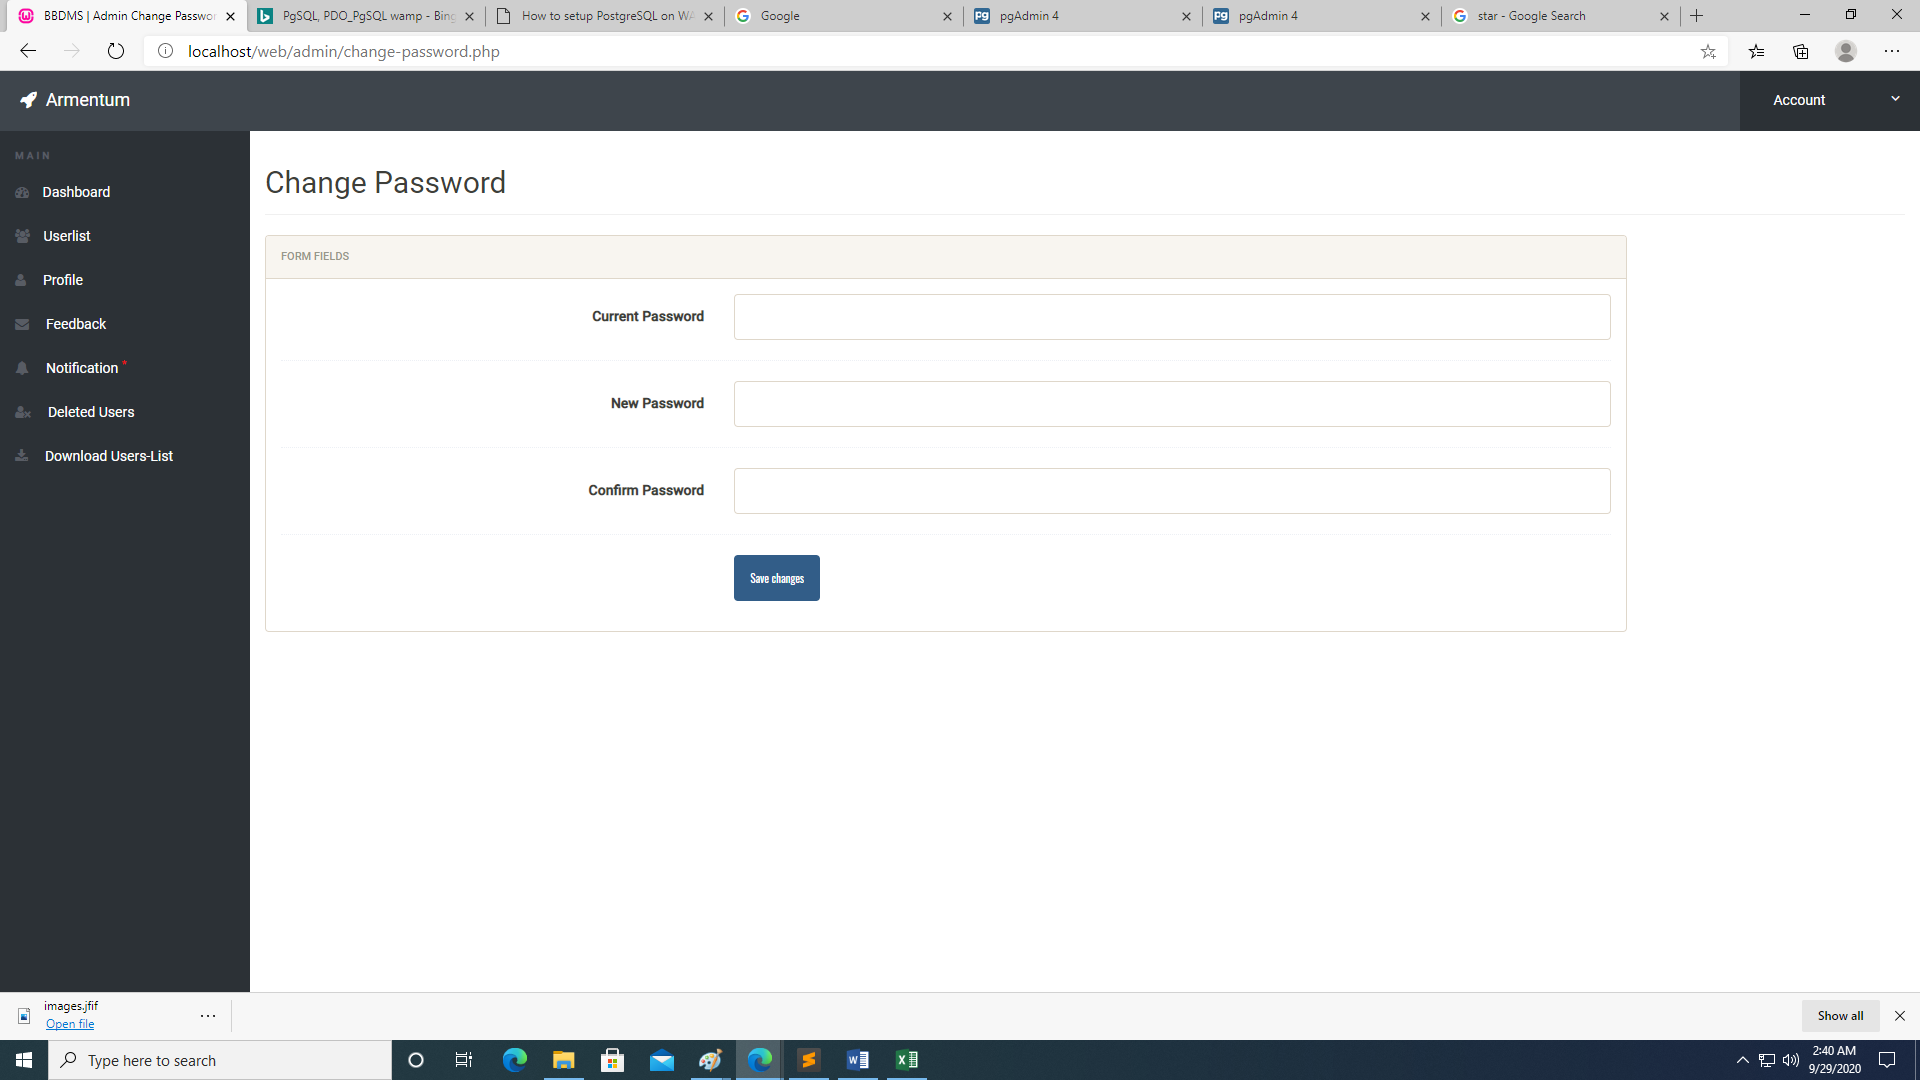 BBDMS | Admin Change Passwor
PgSQL, PDO_PgSQL wamp - Bing
How to setup PostgreSQL on WA
Google
pgAdmin 4
pgAdmin 4
star - Google Search
localhost/web/admin/change-password.php
Armentum
Account
MAIN
Dashboard
Userlist
Profile
Feedback
Notification *
Deleted Users
Download Users-List
Change Password
FORM FIELDS
Current Password
New Password
Confirm Password
Save changes
images.jfif
Open file
Show all
Type here to search
2:40 AM
9/29/2020